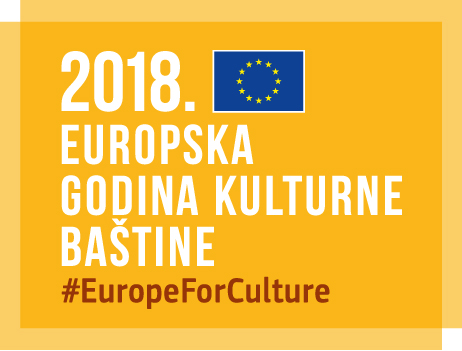 2018.
EUROPSKA
GODINA KULTURNE
BAŠTINE
#EuropeForCulture